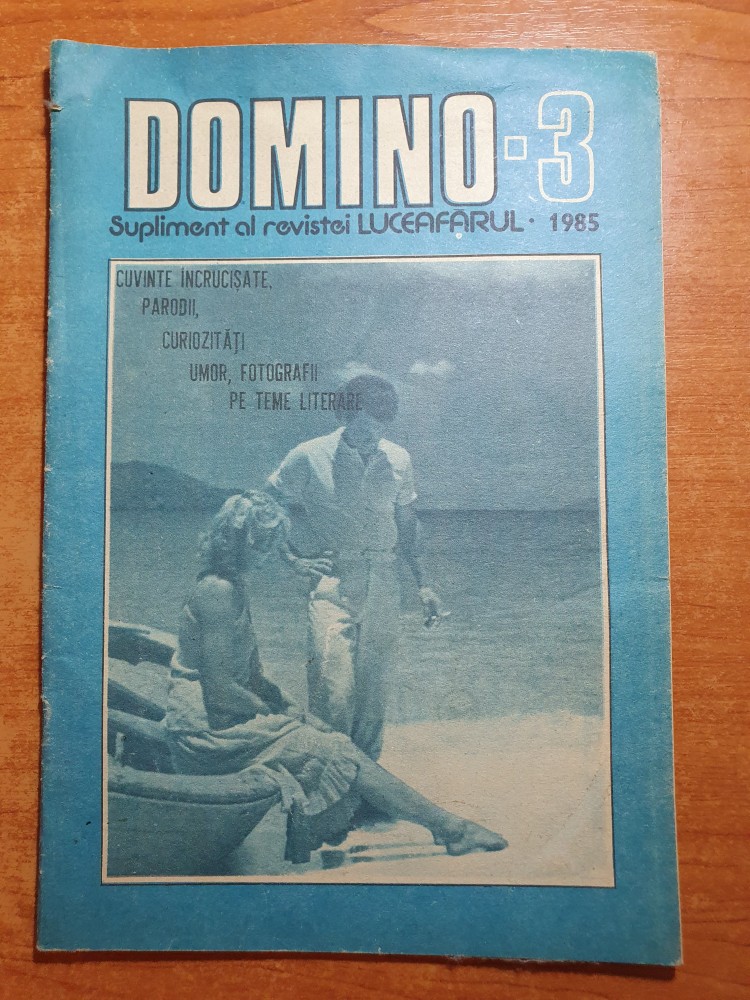 DOMINO-3
Supliment al revistei LUCEAFĂRUL · 1985
CUVINTE ÎNCRUCIȘATE,
PARODII,
CURIOZITĂȚI
UMOR, FOTOGRAFII
PE TEME LITERARE